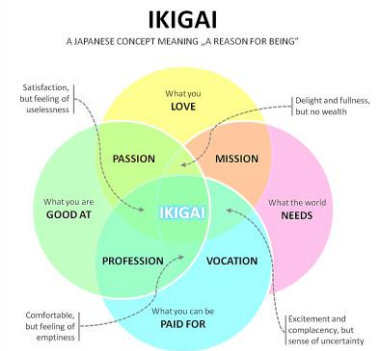 IKIGAI
A JAPANESE CONCEPT MEANING „A REASON FOR BEING"
Satisfaction,
but feeling of
uselessness
What you
LOVE
Delight and fullness,
but no wealth
PASSION
MISSION
What you are
GOOD AT
IKIGAI
What the world
NEEDS
PROFESSION
VOCATION
Comfortable,
but feeling of
emptiness
What you can be
PAID FOR
Excitement and
complacency, but
sense of uncertainty